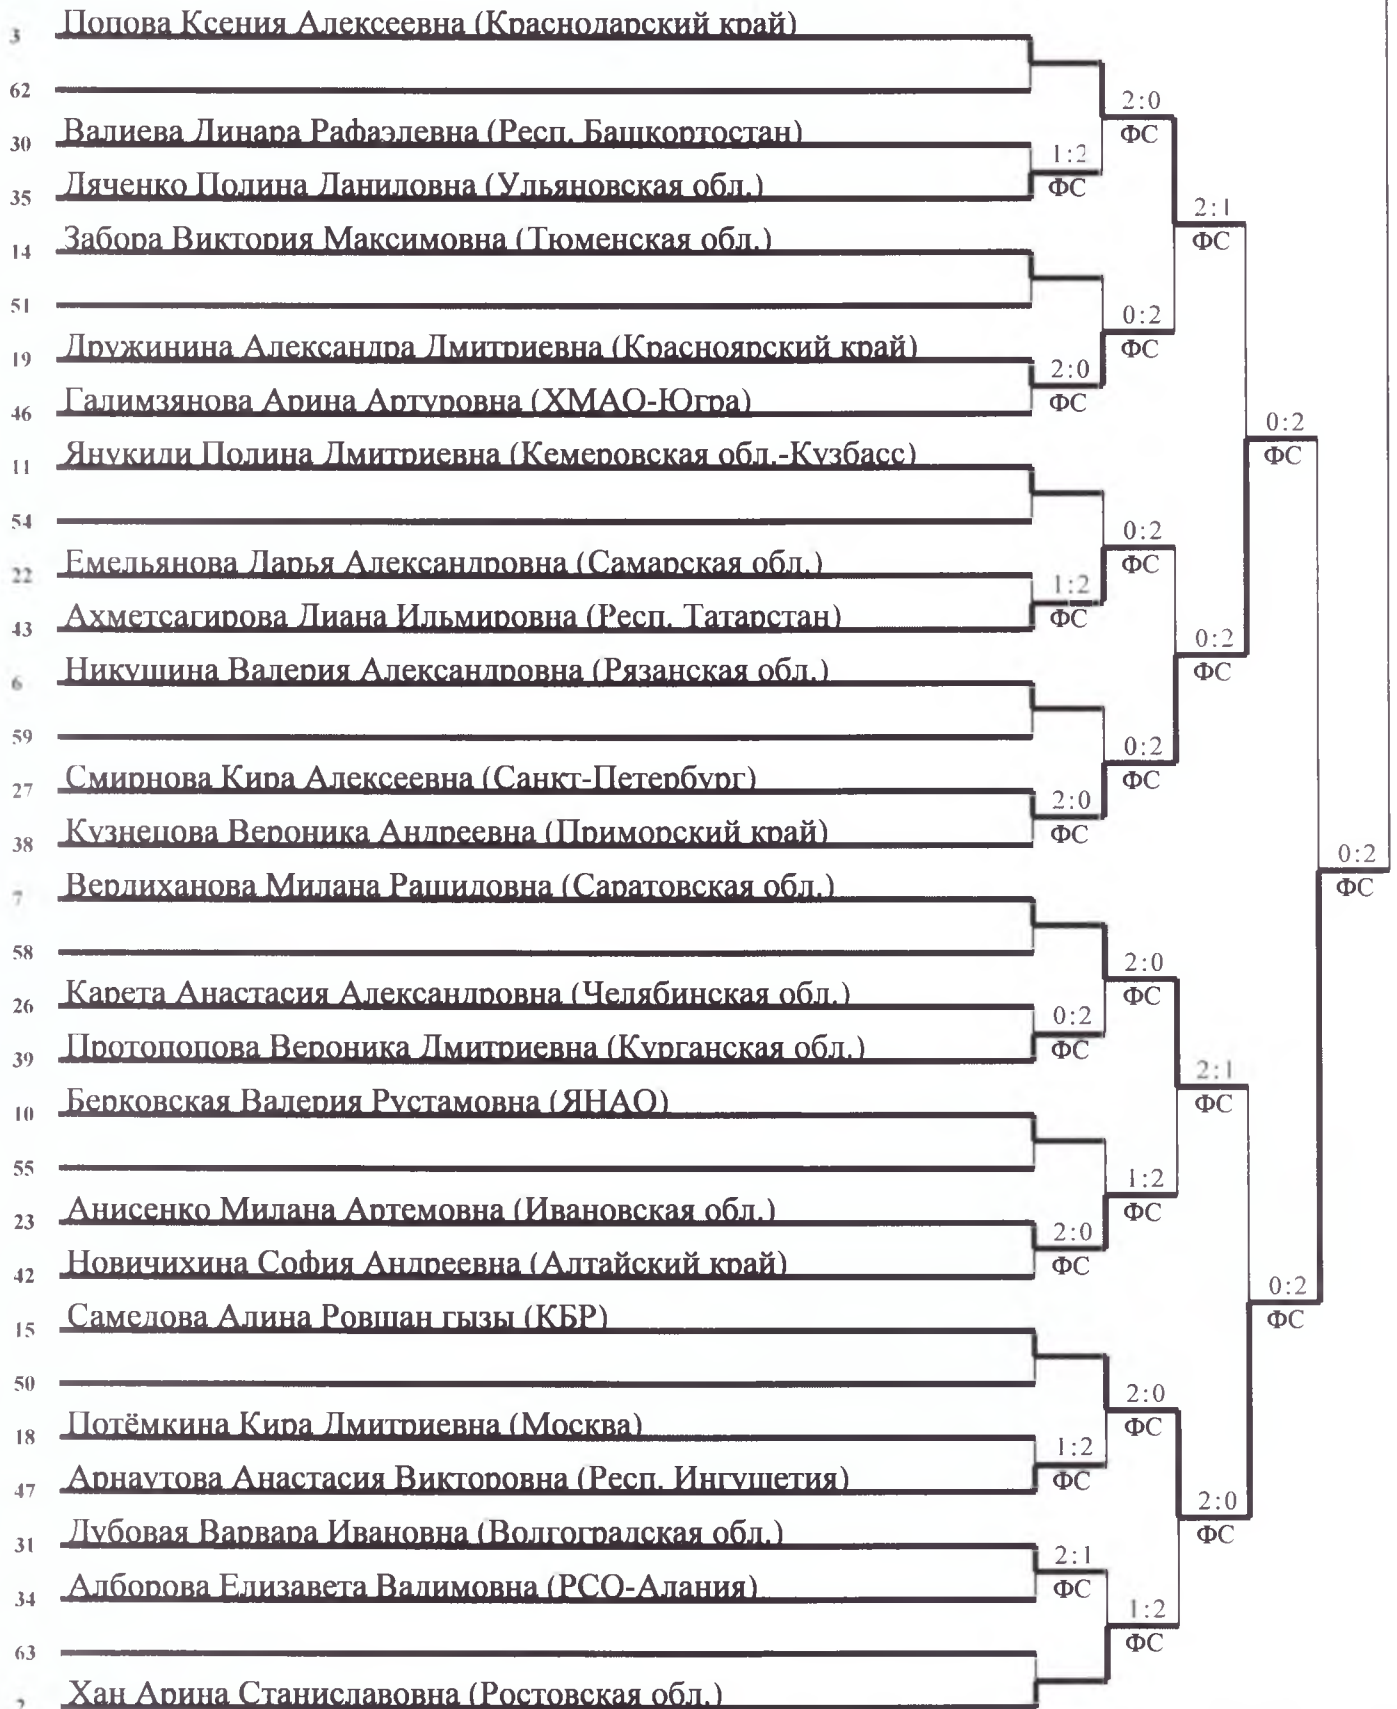 3 Попова Ксения Алексеевна (Краснодарский край)
62
2:0
30 Валиева Динара Рафаэлевна (Респ. Башкортостан)
ФС
1:2
35 Дяченко Полина Даниловна (Ульяновская обл.)
ФС
2:1
14 Забора Виктория Максимовна (Тюменская обл.)
ФС
51
0:2
19 Дружинина Александра Дмитриевна (Красноярский край)
ФС
2:0
46 Галимзянова Арина Артуровна (ХМАО-Югра)
ФС
0:2
11 Янукили Полина Дмитриевна (Кемеровская обл.-Кузбасс)
ФС
54
0:2
22 Емельянова Дарья Александровна (Самарская обл.)
ФС
1:2
43 Ахметсагирова Диана Ильмировна (Респ. Татарстан)
ФС
0:2
6 Никушина Валерия Александровна (Рязанская обл.)
ФС
59
0:2
27 Смирнова Кира Алексеевна (Санкт-Петербург)
ФС
2:0
38 Кузнецова Вероника Андреевна (Приморский край)
ФС
0:2
7 Вердиханова Милана Рашидовна (Саратовская обл.)
ФС
58
2:0
26 Карета Анастасия Александровна (Челябинская обл.)
ФС
0:2
39 Протопопова Вероника Дмитриевна (Курганская обл.)
ФС
2:1
10 Берковская Валерия Рустамовна (ЯНАО)
ФС
55
1:2
23 Анисенко Милана Артемовна (Ивановская обл.)
ФС
2:0
42 Новичихина София Андреевна (Алтайский край)
ФС
0:2
15 Самедова Алина Ровшан гызы (КБР)
ФС
50
2:0
18 Потёмкина Кира Дмитриевна (Москва)
ФС
1:2
47 Арнаутова Анастасия Викторовна (Респ. Ингушетия)
ФС
2:0
31 Дубовая Варвара Ивановна (Волгоградская обл.)
ФС
2:1
34 Алборова Елизавета Вадимовна (РСО-Алания)
ФС
1:2
63
ФС
2 Хан Арина Станиславовна (Ростовская обл.)